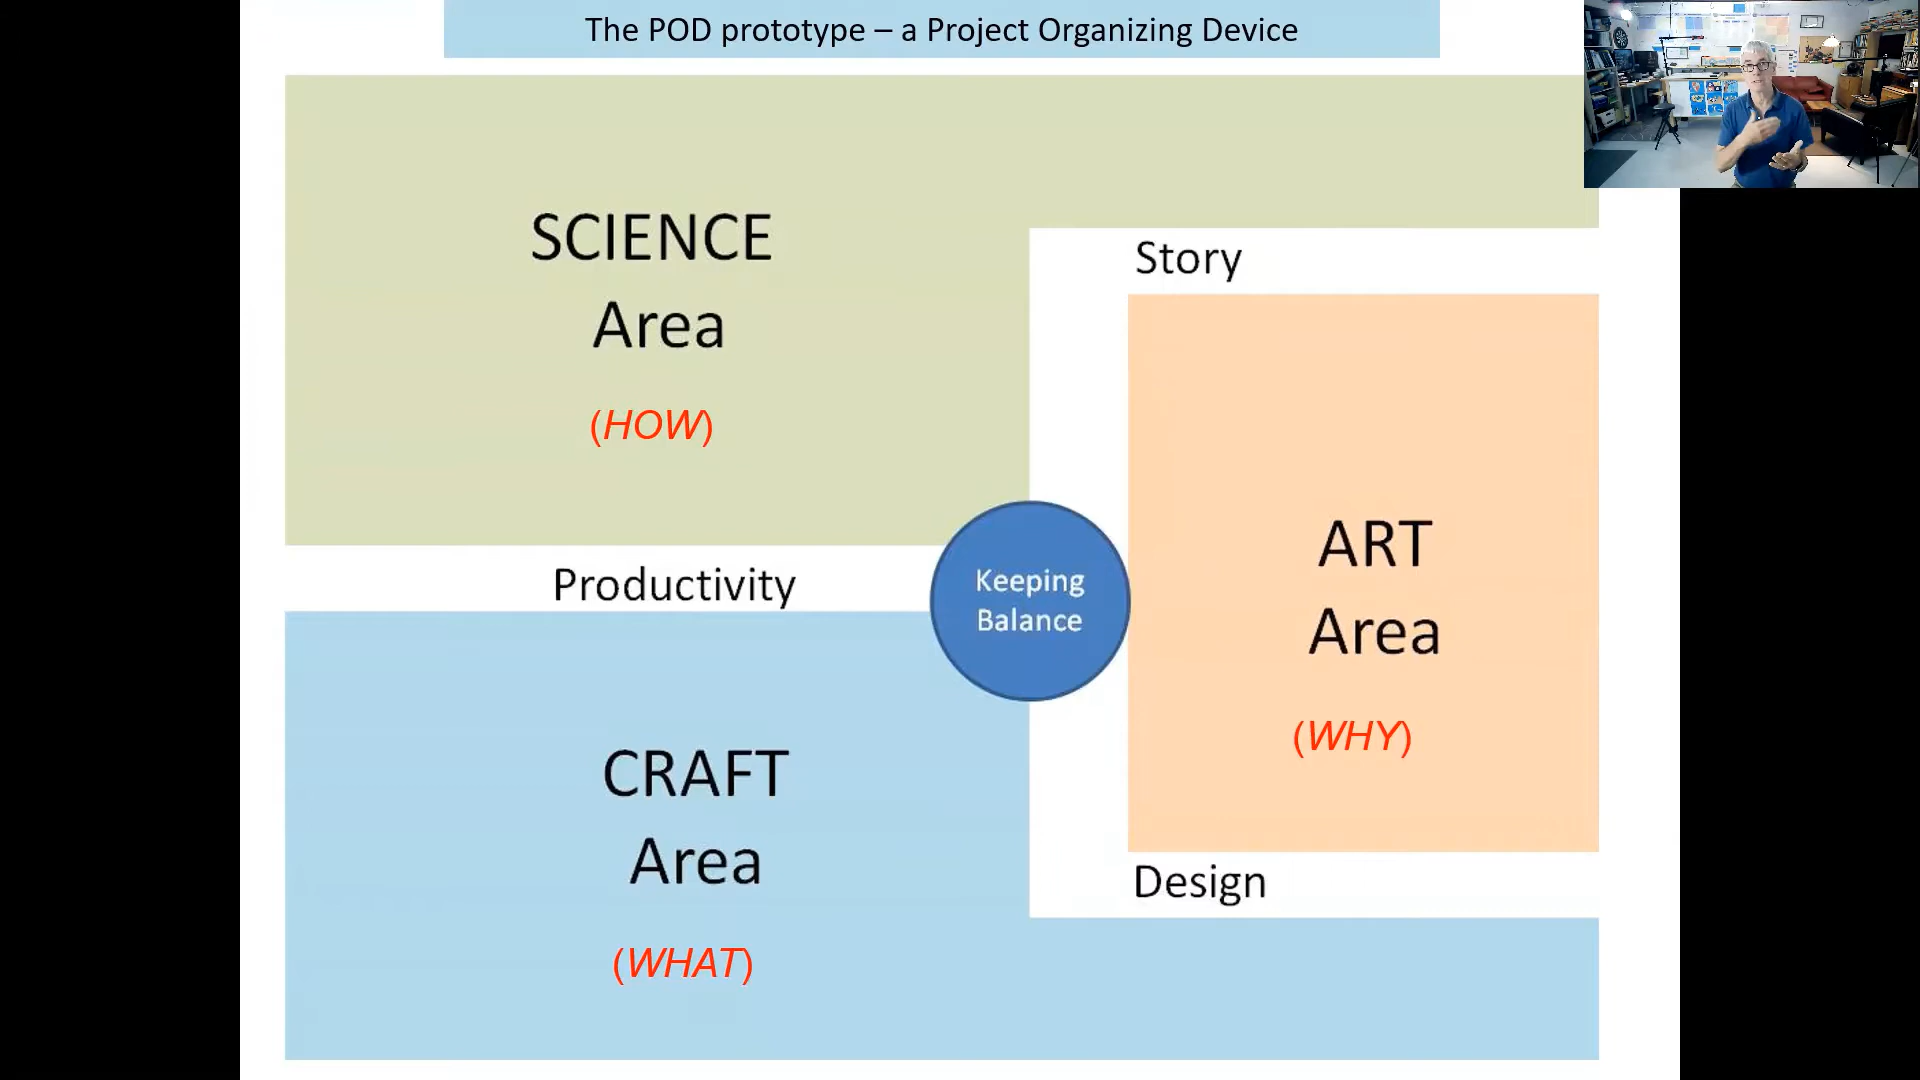 The POD prototype – a Project Organizing Device
SCIENCE
Area
(HOW)
Story
Productivity
Keeping
Balance
ART
Area
(WHY)
CRAFT
Area
(WHAT)
Design